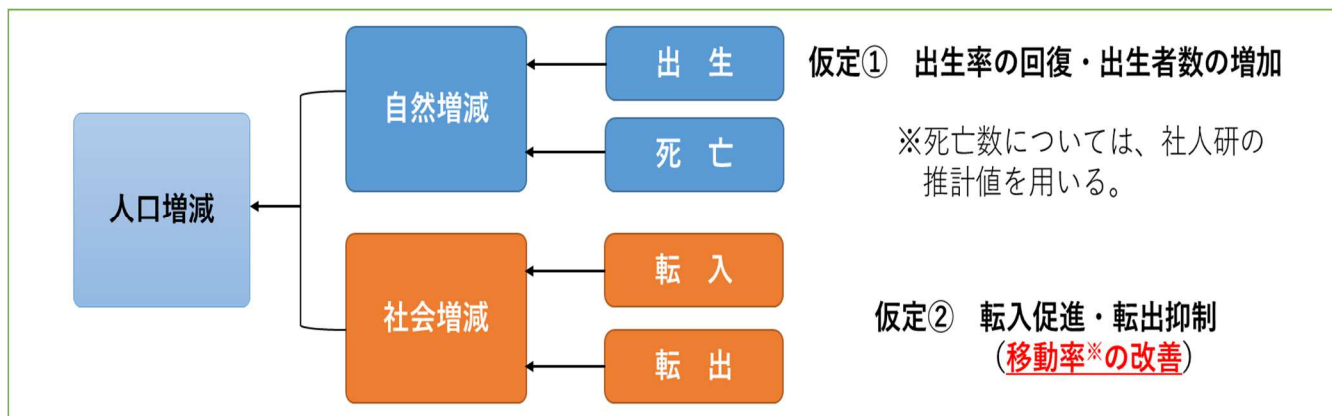 出 生
仮定① 出生率の回復・出生者数の増加
自然増減
死 亡
※死亡数については、社人研の
推計値を用いる。
人口増減
転 入
社会増減
仮定② 転入促進・転出抑制
(移動率※の改善)
転 出